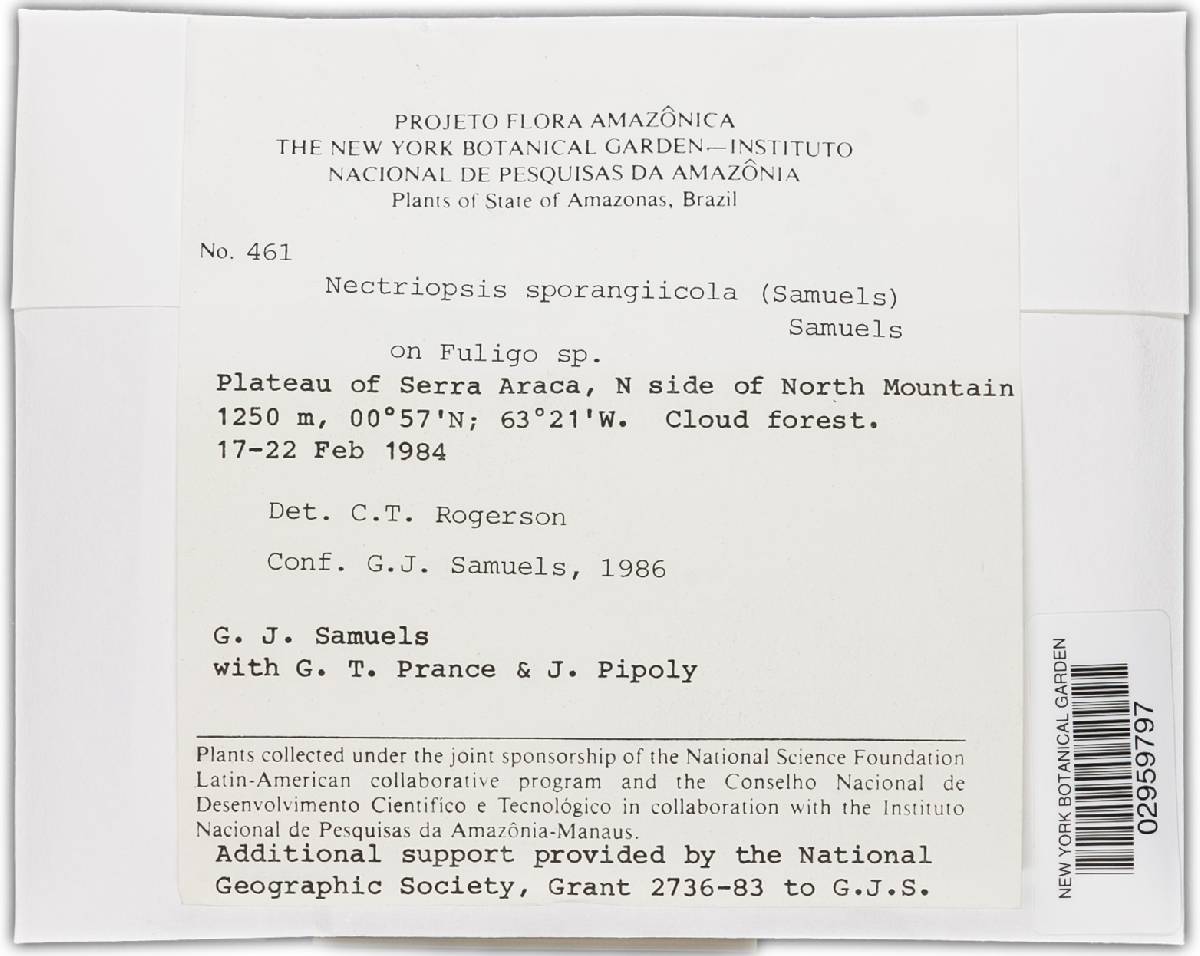 PROJETO FLORA AMAZÔNICA
THE NEW YORK BOTANICAL GARDEN—INSTITUTO
NACIONAL DE PESQUISAS DA AMAZÔNIA
Plants of State of Amazonas, Brazil
No. 461
Nectriopsis sporangiicola (Samuels)
Samuels
on Fuligo sp.
Plateau of Serra Araca, N side of North Mountain
1250 m, 00°57'N; 63°21'W. Cloud forest.
17-22 Feb 1984
Det. C.T. Rogerson
Conf. G.J. Samuels, 1986
G. J. Samuels
with G. T. Prance & J. Pipoly
Plants collected under the joint sponsorship of the National Science Foundation
Latin-American collaborative program and the Conselho Nacional de
Desenvolvimento Científico e Tecnológico in collaboration with the Instituto
Nacional de Pesquisas da Amazônia-Manaus.
Additional support provided by the National
Geographic Society, Grant 2736-83 to G.J.S.
NEW YORK BOTANICAL GARDEN
02959797